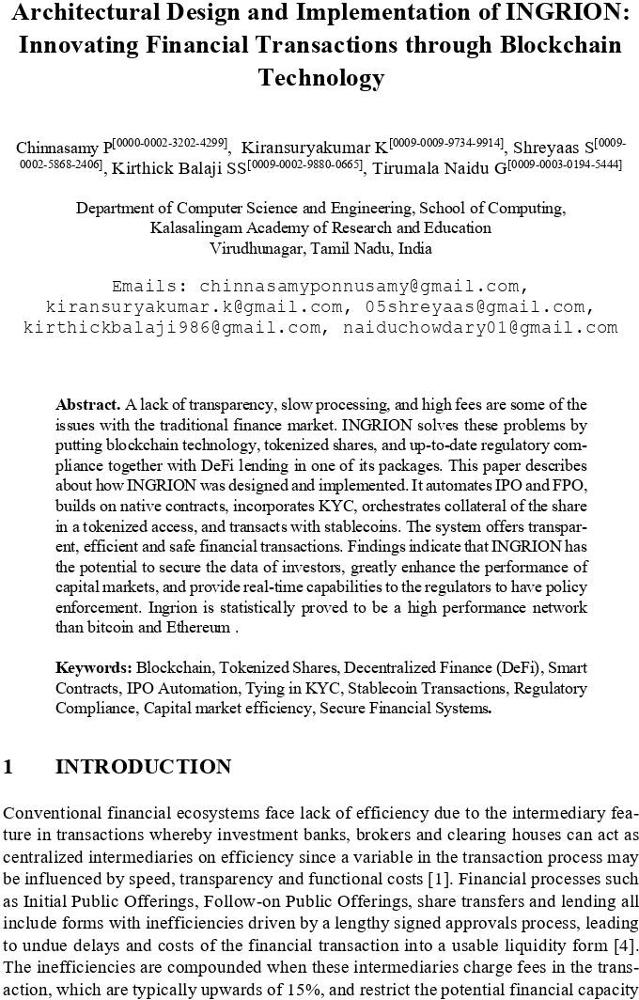 Architectural Design and Implementation of INGRION:
Innovating Financial Transactions through Blockchain
Technology
Chinnasamy P[0000-0002-3202-4299], Kiransuryakumar K[0009-0009-9734-9914], Shreyaas S[0009-
0002-5868-2406], Kirthick Balaji SS[0009-0002-9880-0665], Tirumala Naidu G[0009-0003-0194-5444]
Department of Computer Science and Engineering, School of Computing,
Kalasalingam Academy of Research and Education
Virudhunagar, Tamil Nadu, India
Emails: chinnasamyponnusamy@gmail.com,
kiransuryakumar.k@gmail.com, 05shreyaas@gmail.com,
kirthickbalaji986@gmail.com, naiduchowdary01@gmail.com
Abstract. A lack of transparency, slow processing, and high fees are some of the
issues with the traditional finance market. INGRION solves these problems by
putting blockchain technology, tokenized shares, and up-to-date regulatory com-
pliance together with DeFi lending in one of its packages. This paper describes
about how INGRION was designed and implemented. It automates IPO and FPO,
builds on native contracts, incorporates KYC, orchestrates collateral of the share
in a tokenized access, and transacts with stablecoins. The system offers transpar-
ent, efficient and safe financial transactions. Findings indicate that INGRION has
the potential to secure the data of investors, greatly enhance the performance of
capital markets, and provide real-time capabilities to the regulators to have policy
enforcement. Ingrion is statistically proved to be a high performance network
than bitcoin and Ethereum .
Keywords: Blockchain, Tokenized Shares, Decentralized Finance (DeFi), Smart
Contracts, IPO Automation, Tying in KYC, Stablecoin Transactions, Regulatory
Compliance, Capital market efficiency, Secure Financial Systems.
1 INTRODUCTION
Conventional financial ecosystems face lack of efficiency due to the intermediary fea-
ture in transactions whereby investment banks, brokers and clearing houses can act as
centralized intermediaries on efficiency since a variable in the transaction process may
be influenced by speed, transparency and functional costs [1]. Financial processes such
as Initial Public Offerings, Follow-on Public Offerings, share transfers and lending all
include forms with inefficiencies driven by a lengthy signed approvals process, leading
to undue delays and costs of the financial transaction into a usable liquidity form [4].
The inefficiencies are compounded when these intermediaries charge fees in the trans-
action, which are typically upwards of 15%, and restrict the potential financial capacity